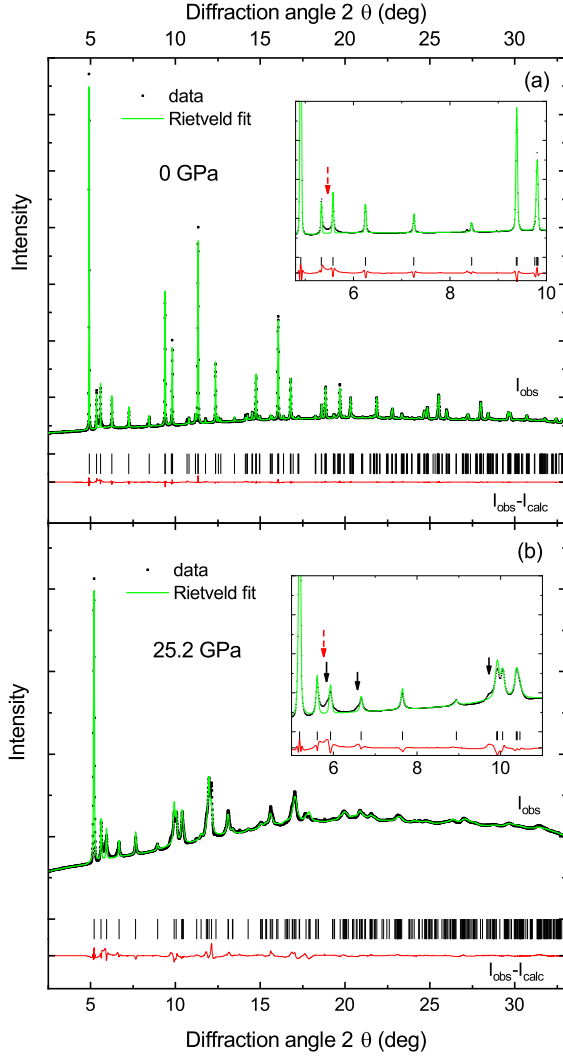 Diffraction angle 2 θ (deg)
5 10 15 20 25 30
(a)
data
Rietveld fit
0 GPa
6 8 10
Intensity
I_obs
I_obs-I_calc
(b)
data
Rietveld fit
25.2 GPa
6 8 10
Intensity
I_obs
I_obs-I_calc
5 10 15 20 25 30
Diffraction angle 2 θ (deg)